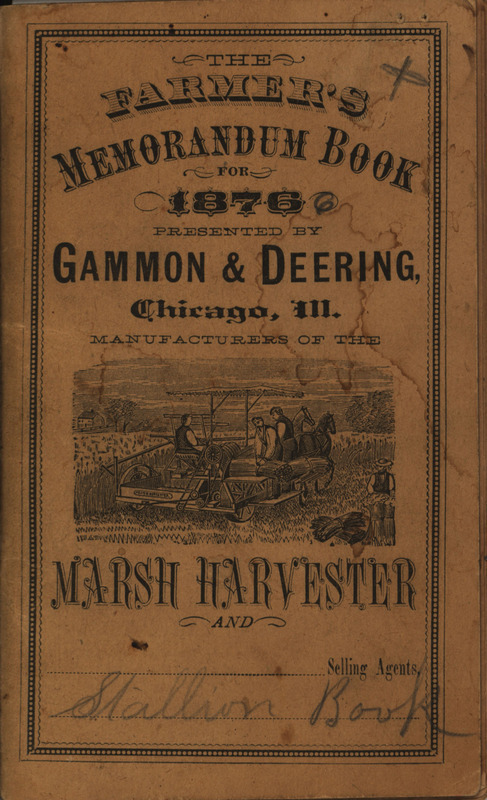 THE
FARMER'S
MEMORANDUM BOOK
FOR
1876 6
PRESENTED BY
GAMMON & DEERING,
Chicago, Ill.
MANUFACTURERS OF THE
MARSH HARVESTER
AND
Selling Agents.
Stallion Book